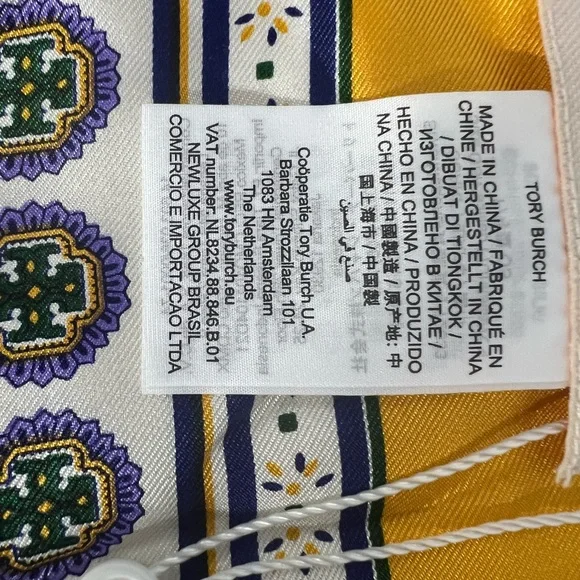 TORY BURCH
MADE IN CHINA / FABRIQUÉ EN
CHINE / HERGESTELLT IN CHINA
/ DIBUAT DI TIONGKOK /
ИЗГОТОВЛЕНО В КИТАЕ /
HECHO EN CHINA / PRODUZIDO
NA CHINA / 中國製造 / 原产地: 中
国上海市 / 中國製
صنع في الصين
Coöperatie Tory Burch U.A.
Barbara Strozzilaan 101
1083 HN Amsterdam
The Netherlands
www.toryburch.eu
VAT number. NL8234.88.846.B.01
NEWLUXE GROUP BRASIL
COMERCIO E IMPORTACAO LTDA